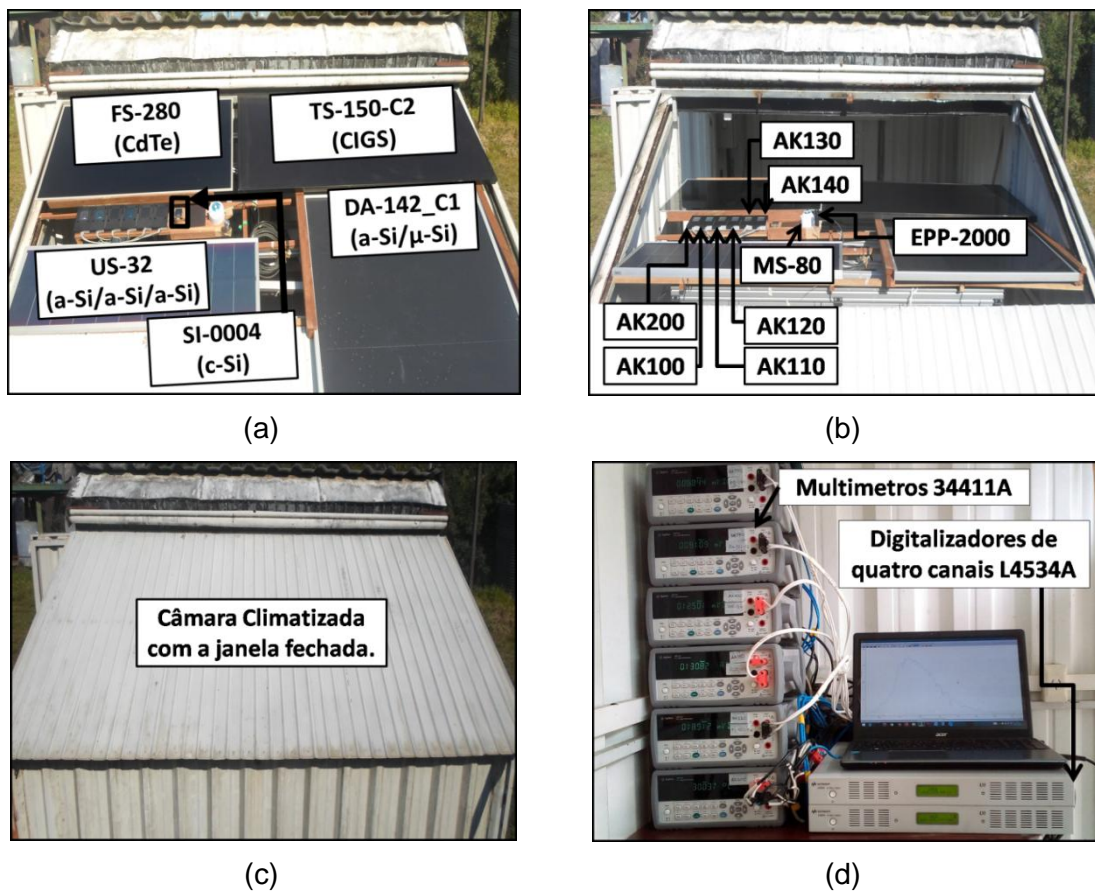 FS-280
(CdTe)
TS-150-C2
(CIGS)
DA-142_C1
(a-Si/μ-Si)
US-32
(a-Si/a-Si/a-Si)
SI-0004
(c-Si)
(a)
AK130
AK140
EPP-2000
MS-80
AK200
AK120
AK100
AK110
(b)
Câmara Climatizada
com a janela fechada.
(c)
Multimetros 34411A
Digitalizadores de
quatro canais L4534A
acer
(d)